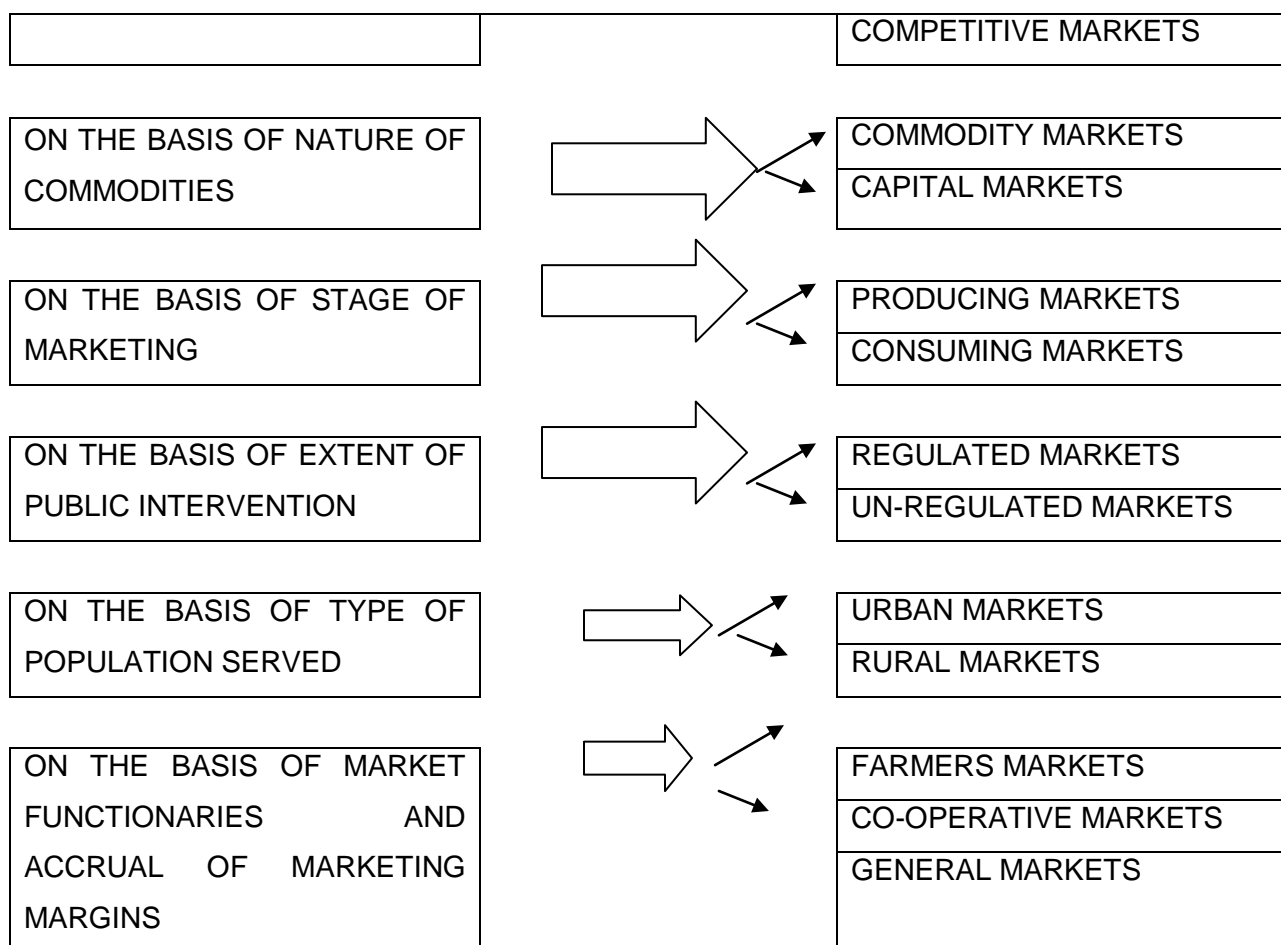 COMPETITIVE MARKETS
ON THE BASIS OF NATURE OF
COMMODITIES
COMMODITY MARKETS
CAPITAL MARKETS
ON THE BASIS OF STAGE OF
MARKETING
PRODUCING MARKETS
CONSUMING MARKETS
ON THE BASIS OF EXTENT OF
PUBLIC INTERVENTION
REGULATED MARKETS
UN-REGULATED MARKETS
ON THE BASIS OF TYPE OF
POPULATION SERVED
URBAN MARKETS
RURAL MARKETS
ON THE BASIS OF MARKET
FUNCTIONARIES AND
ACCRUAL OF MARKETING
MARGINS
FARMERS MARKETS
CO-OPERATIVE MARKETS
GENERAL MARKETS